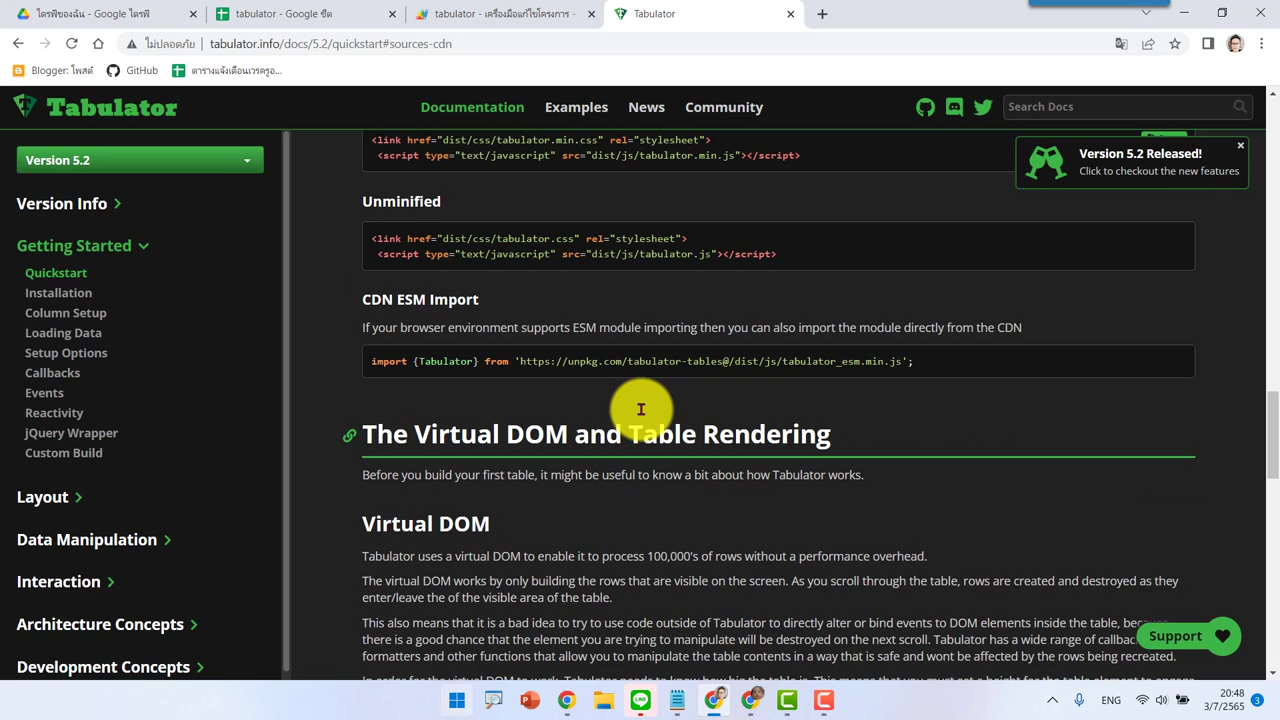 ไดรฟ์ของฉัน - Google ไดรฟ์
tabulator - Google ชีต
tabulator - เครื่องมือแก้ไขโครงการ -
Tabulator
ไม่ปลอดภัย | tabulator.info/docs/5.2/quickstart#sources-cdn
Blogger: โพสต์
GitHub
Tabulator
Documentation
Examples
News
Community
Search Docs
Version 5.2
Version Info
Getting Started
Quickstart
Installation
Column Setup
Loading Data
Setup Options
Callbacks
Events
Reactivity
jQuery Wrapper
Custom Build
Layout
Data Manipulation
Interaction
Architecture Concepts
Development Concepts
<link href="dist/css/tabulator.min.css" rel="stylesheet">
<script type="text/javascript" src="dist/js/tabulator.min.js"></script>
Version 5.2 Released!
Click to checkout the new features
Unminified
<link href="dist/css/tabulator.css" rel="stylesheet">
<script type="text/javascript" src="dist/js/tabulator.js"></script>
CDN ESM Import
If your browser environment supports ESM module importing then you can also import the module directly from the CDN
import {Tabulator} from 'https://unpkg.com/tabulator-tables@/dist/js/tabulator_esm.min.js';
The Virtual DOM and Table Rendering
Before you build your first table, it might be useful to know a bit about how Tabulator works.
Virtual DOM
Tabulator uses a virtual DOM to enable it to process 100,000's of rows without a performance overhead.
The virtual DOM works by only building the rows that are visible on the screen. As you scroll through the table, rows are created and destroyed as they
enter/leave the of the visible area of the table.
This also means that it is a bad idea to try to use code outside of Tabulator to directly alter or bind events to DOM elements inside the table, because
there is a good chance that the element you are trying to manipulate will be destroyed on the next scroll. Tabulator has a wide range of callbac
formatters and other functions that allow you to manipulate the table contents in a way that is safe and wont be affected by the rows being recreated.
Support
ENG
20:48
3/7/2565
3